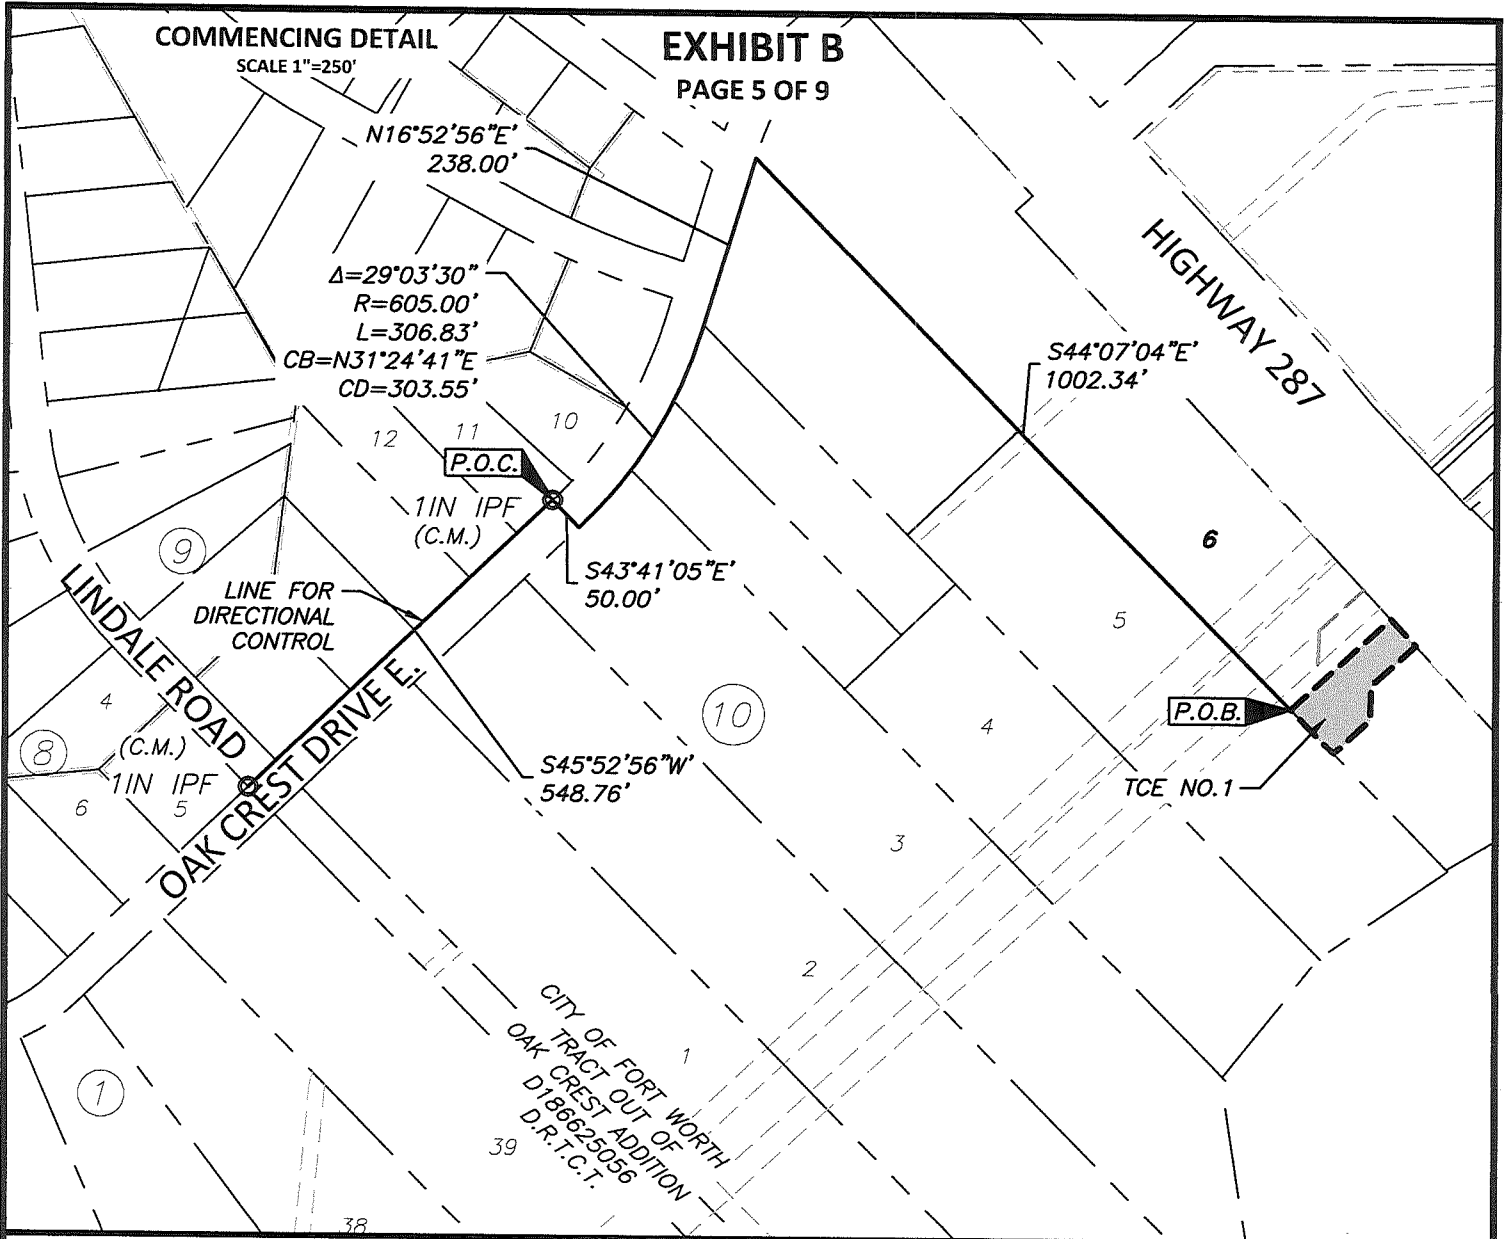 COMMENCING DETAIL
SCALE 1"=250'
EXHIBIT B
PAGE 5 OF 9
N16°52'56"E'
238.00'
Δ=29°03'30"
R=605.00'
L=306.83'
CB=N31°24'41"E
CD=303.55'
HIGHWAY 287
S44°07'04"E'
1002.34'
12
11
10
P.O.C.
1IN IPF
(C.M.)
9
S43°41'05"E'
50.00'
6
LINE FOR
DIRECTIONAL
CONTROL
LINDALE ROAD
5
4
10
4
P.O.B.
8
(C.M.)
1IN IPF
S45°52'56"W'
548.76'
TCE NO.1
6
5
OAK CREST DRIVE E.
3
2
CITY OF FORT WORTH
TRACT OUT OF
OAK CREST ADDITION
D186625056
D.R.T.C.T.
1
1
39
38